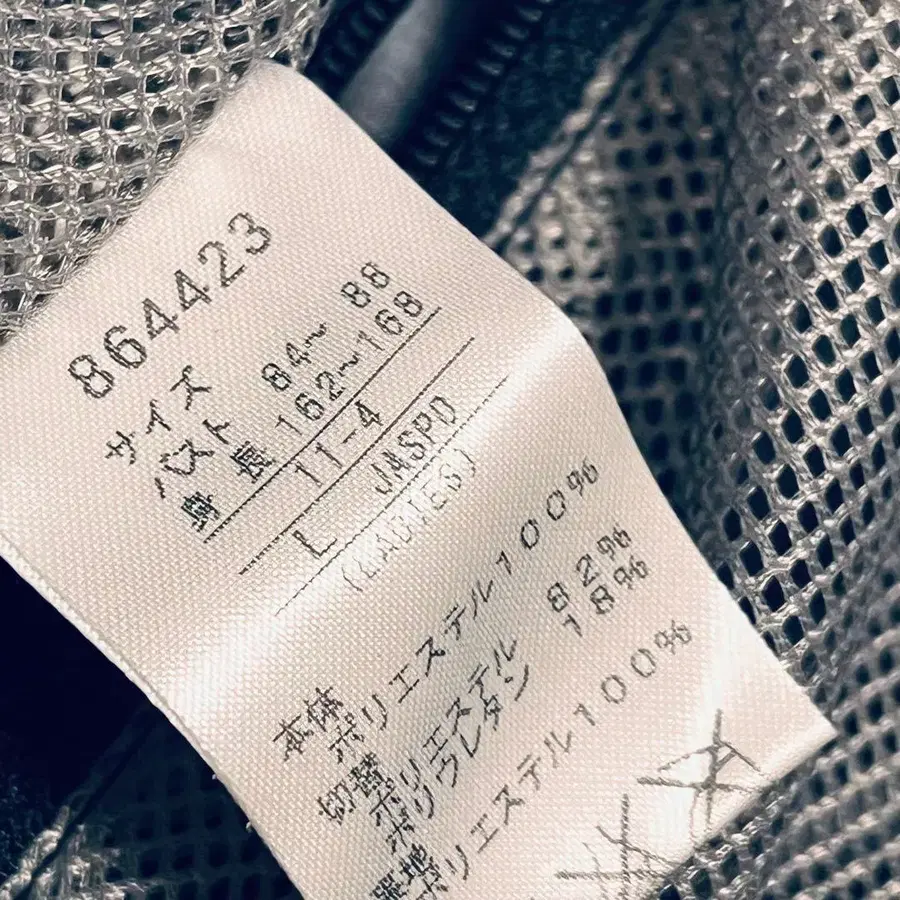 864423
サイズ
バスト 84～ 88
身 長 162～168
11-4
L JASPO
(LADIES)
本体
ポリエステル100%
切替
ポリエステル 82%
ポリウレタン 18%
ポリエステル100%